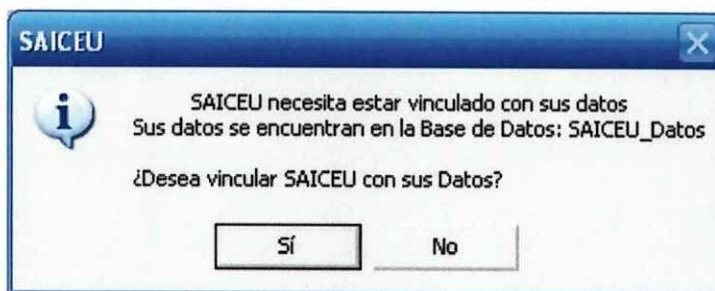 SAICEU
SAICEU necesita estar vinculado con sus datos
Sus datos se encuentran en la Base de Datos: SAICEU_Datos
¿Desea vincular SAICEU con sus Datos?
Sí
No